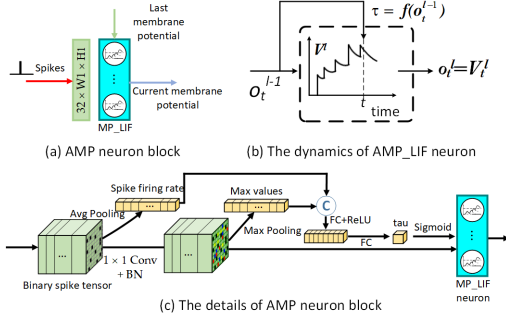 Last
membrane
potential
Spikes
32 × W1 × H1
Current membrane
potential
MP_LIF
(a) AMP neuron block
τ = f(o_t^{l-1})
V^l
o_t^{l-1}
t
time
o_t^l=V_t^l
(b) The dynamics of AMP_LIF neuron
Spike firing rate
Max values
Avg Pooling
C
FC+ReLU
Max Pooling
FC
tau
Sigmoid
1 × 1 Conv
+ BN
Binary spike tensor
MP_LIF
neuron
(c) The details of AMP neuron block